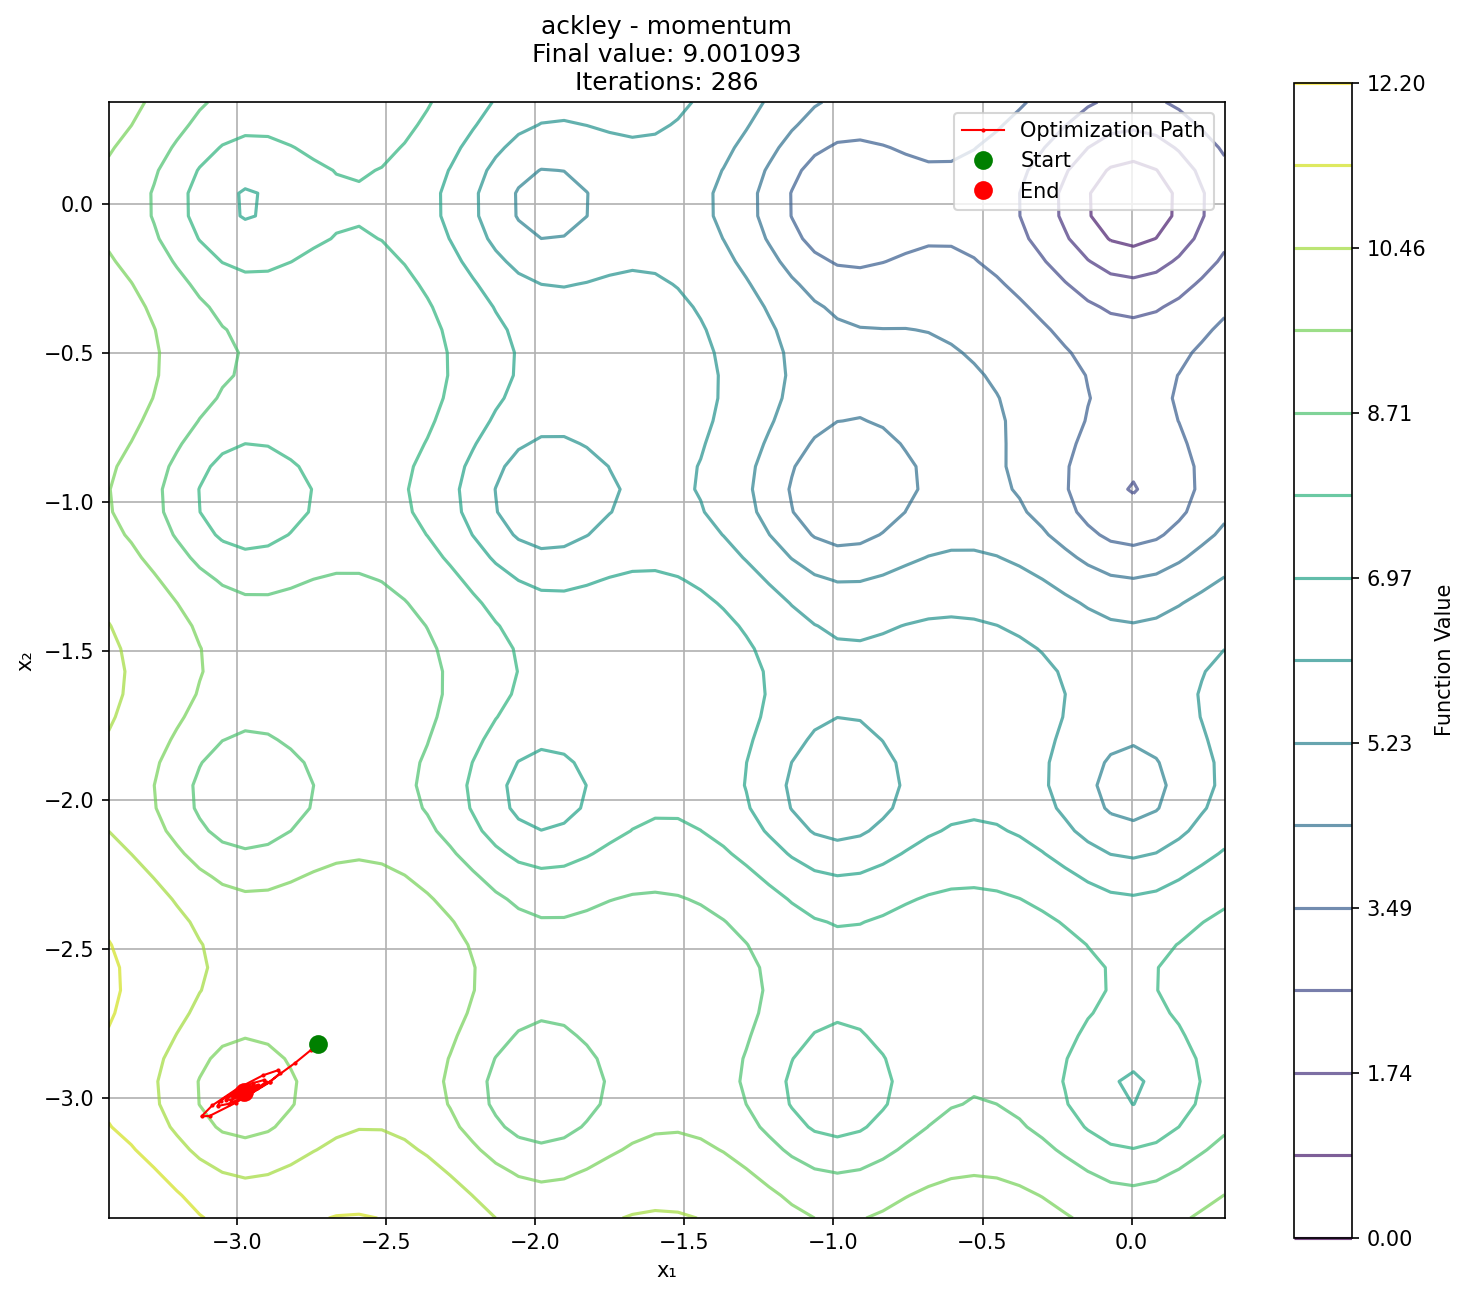 ackley - momentum
Final value: 9.001093
Iterations: 286
Optimization Path
Start
End
0.0
−0.5
−1.0
−1.5
−2.0
−2.5
−3.0
x₂
−3.0
−2.5
−2.0
−1.5
−1.0
−0.5
0.0
x₁
12.20
10.46
8.71
6.97
5.23
3.49
1.74
0.00
Function Value